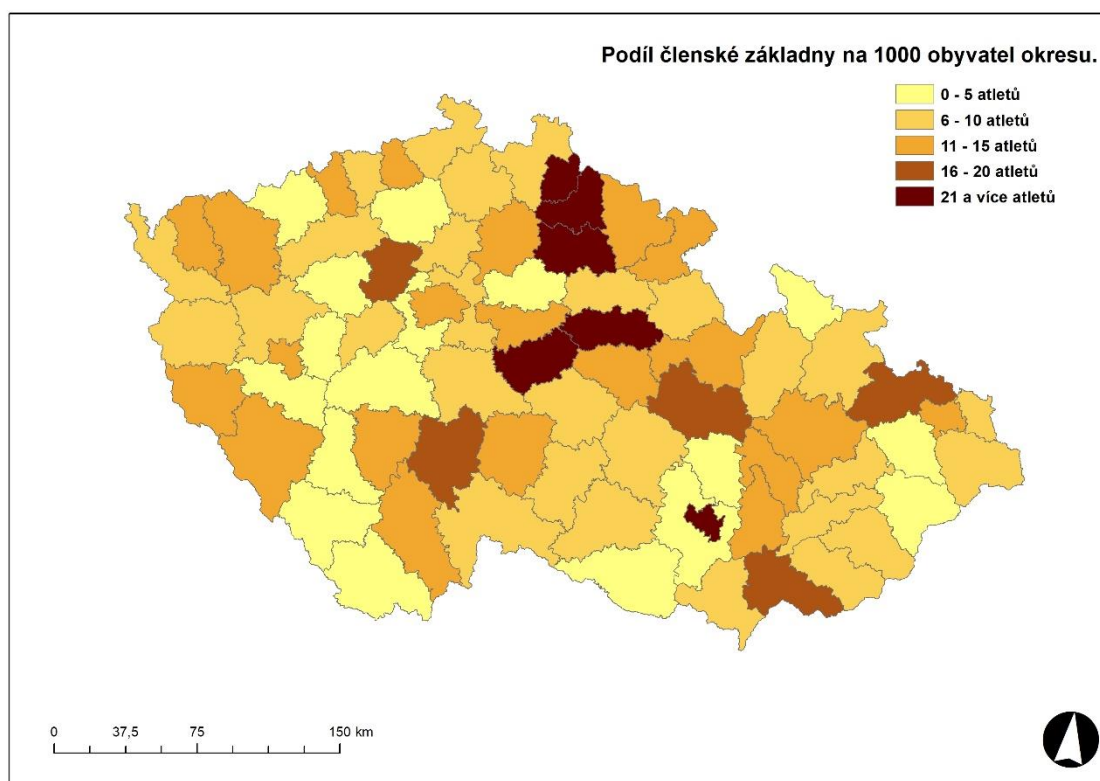 Podíl členské základny na 1000 obyvatel okresu.
0 - 5 atletů
6 - 10 atletů
11 - 15 atletů
16 - 20 atletů
21 a více atletů
0 37,5 75 150 km